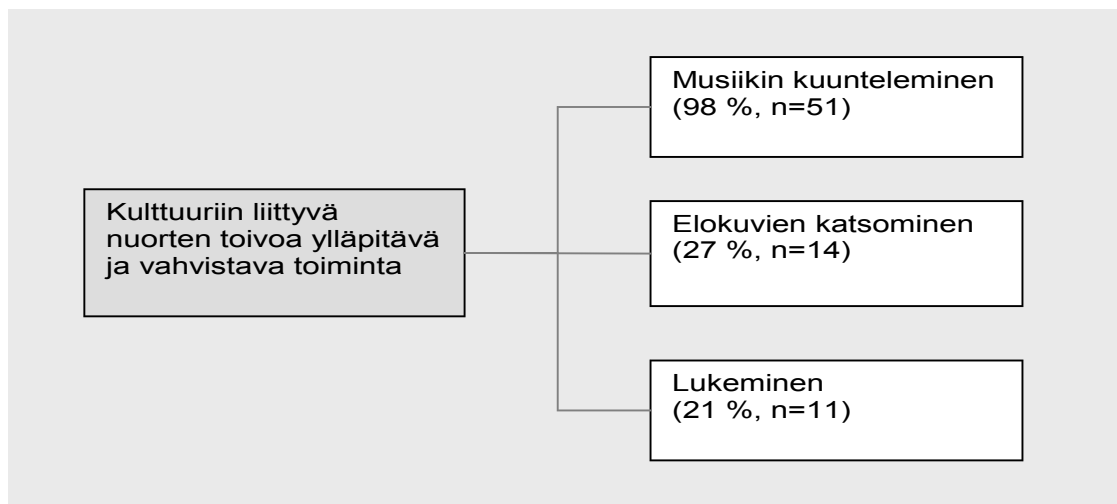 Kulttuuriin liittyvä
nuorten toivoa ylläpitävä
ja vahvistava toiminta
Musiikin kuunteleminen
(98 %, n=51)
Elokuvien katsominen
(27 %, n=14)
Lukeminen
(21 %, n=11)